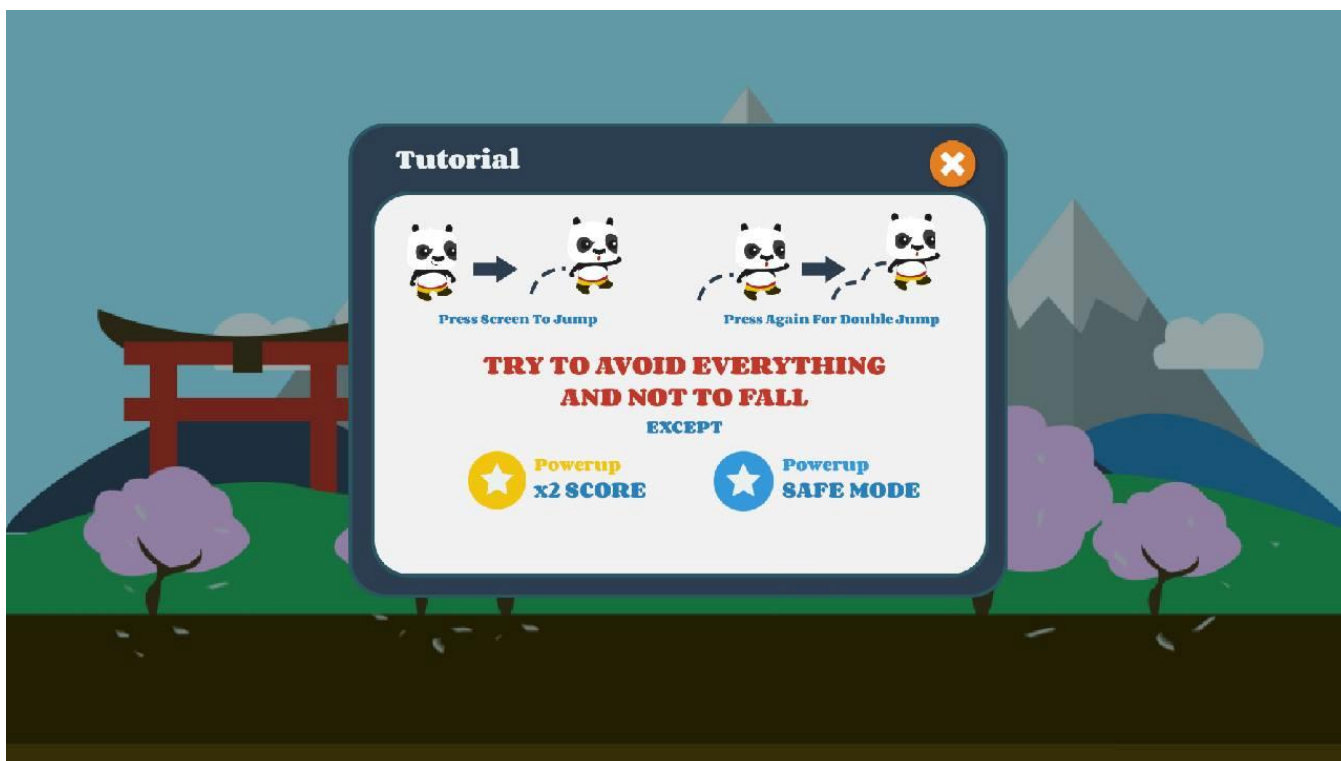 Tutorial
Press Screen To Jump
Press Again For Double Jump
TRY TO AVOID EVERYTHING
AND NOT TO FALL
EXCEPT
Powerup
x2 SCORE
Powerup
SAFE MODE